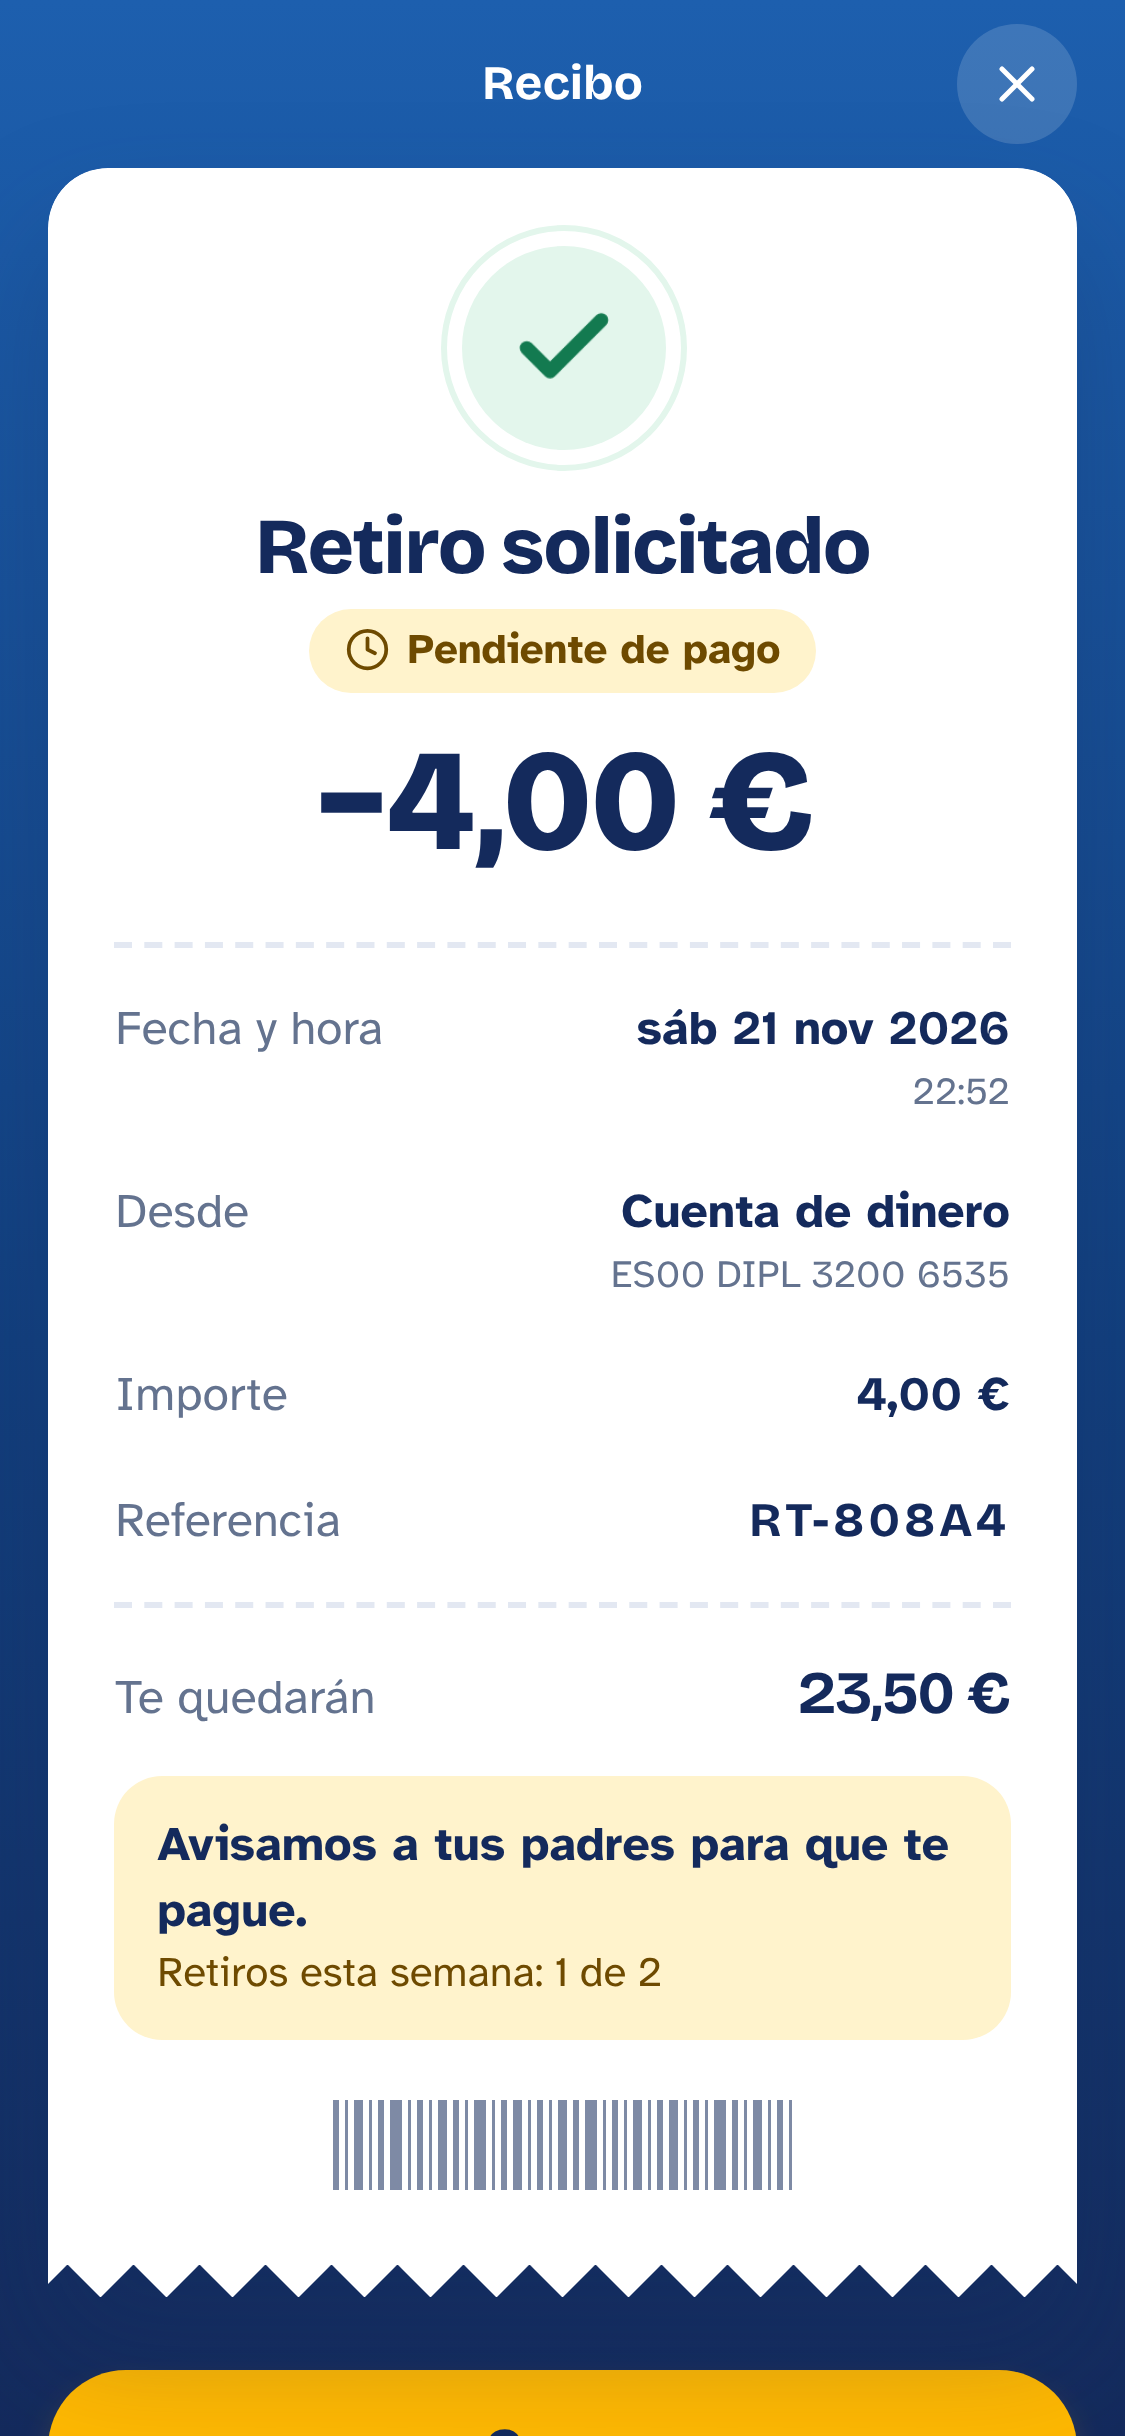 Recibo
Retiro solicitado
Pendiente de pago
−4,00 €
Fecha y hora
sáb 21 nov 2026
22:52
Desde
Cuenta de dinero
ES00 DIPL 3200 6535
Importe
4,00 €
Referencia
RT-808A4
Te quedarán
23,50 €
Avisamos a tus padres para que te
pague.
Retiros esta semana: 1 de 2